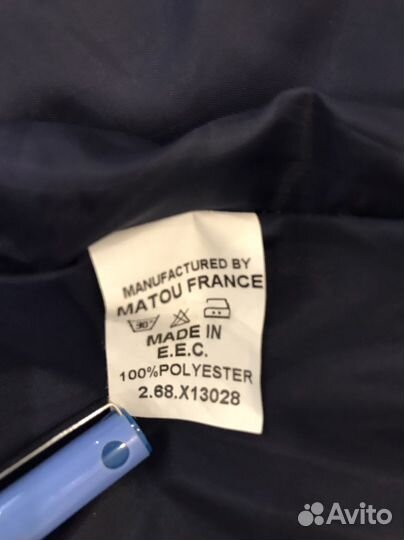 MANUFACTURED BY
MATOU FRANCE
30
MADE IN
E.E.C.
100%POLYESTER
2.68.X13028
Avito